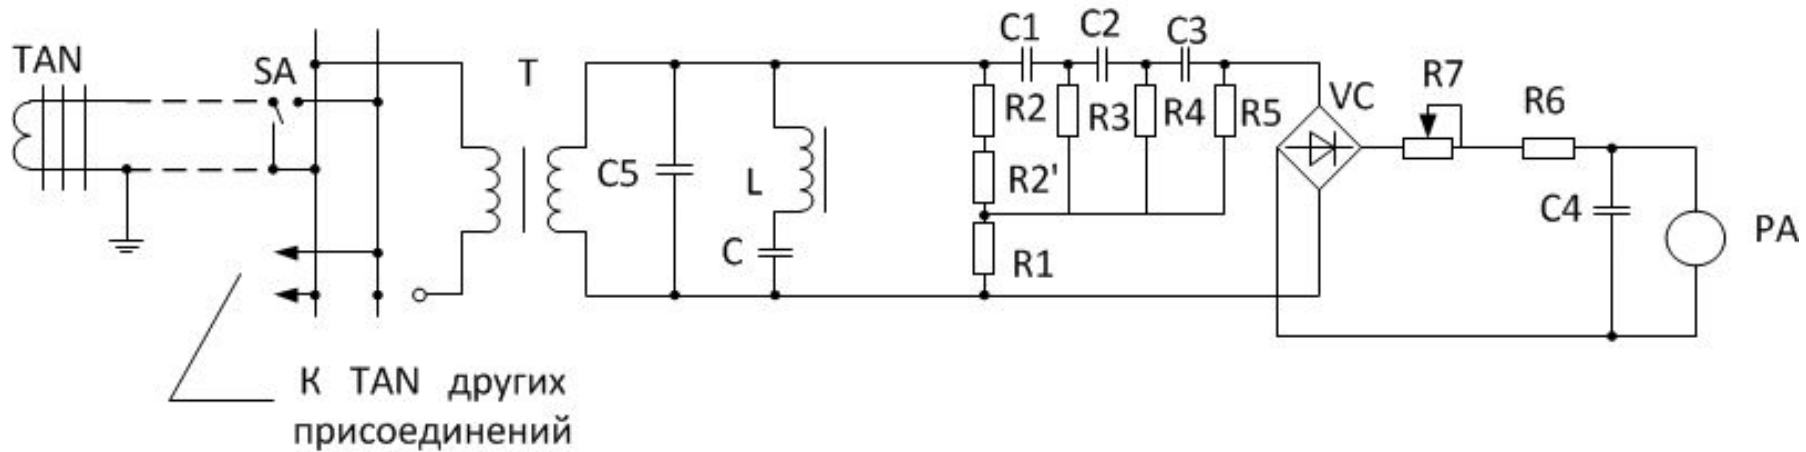 TAN
SA
T
C5
L
C
C1
C2
C3
R2
R3
R4
R5
R2'
R1
VC
R7
R6
C4
PA
К TAN других
присоединений